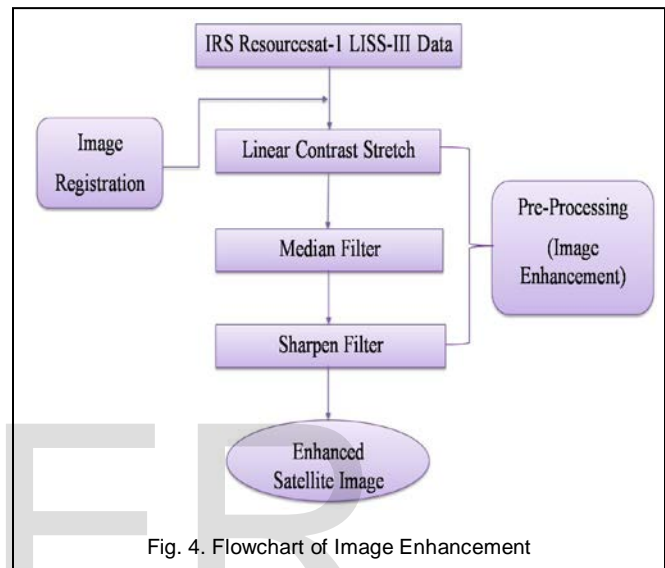 IRS Resourcesat-1 LISS-III Data
Image
Registration
Linear Contrast Stretch
Pre-Processing
(Image
Enhancement)
Median Filter
Sharpen Filter
Enhanced
Satellite Image
Fig. 4. Flowchart of Image Enhancement